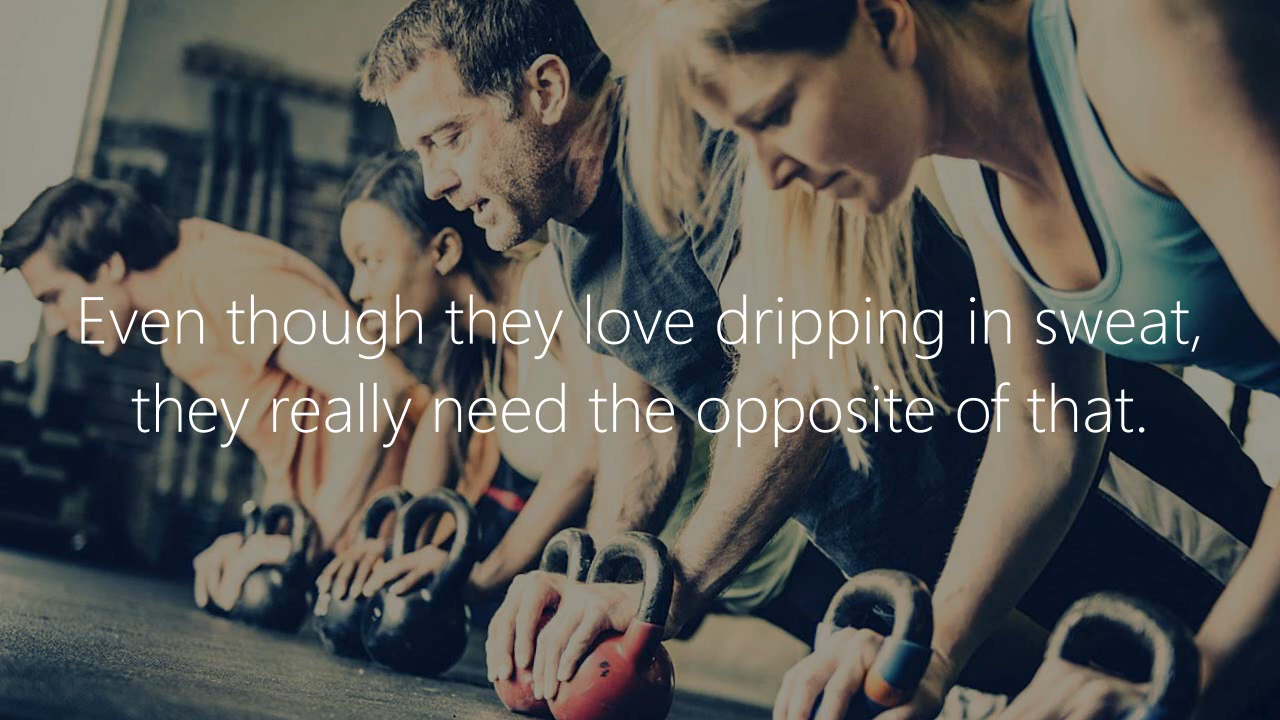 Even though they love dripping in sweat,
they really need the opposite of that.